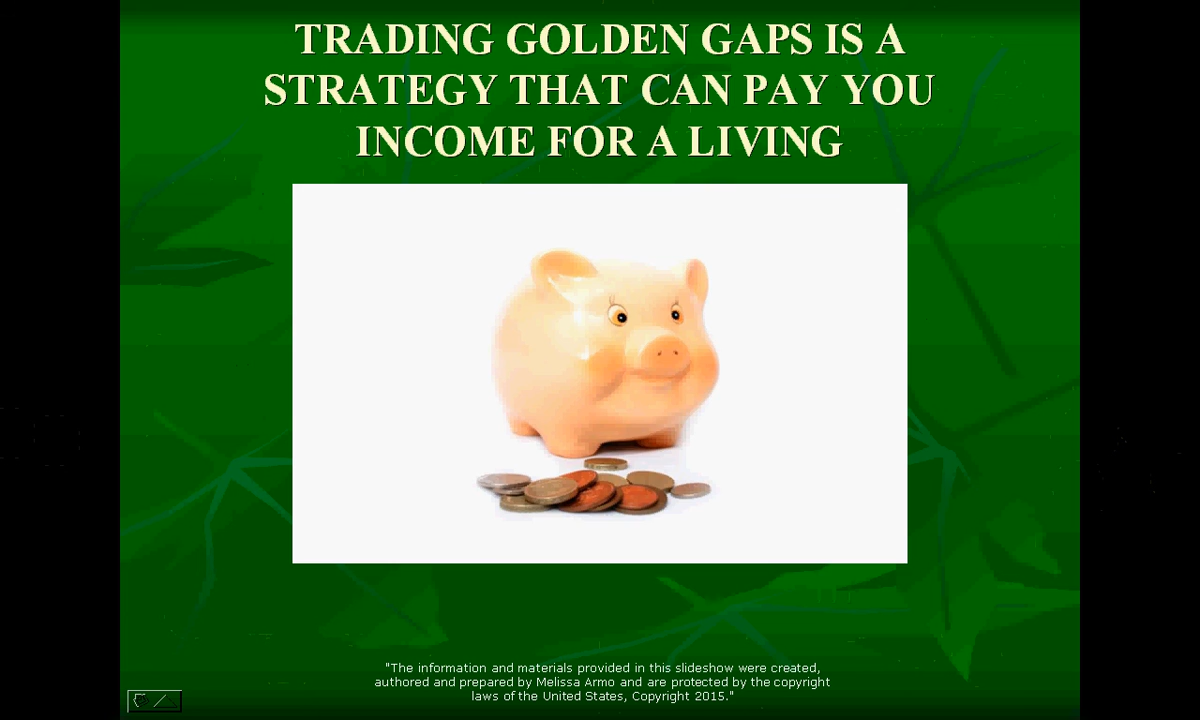 TRADING GOLDEN GAPS IS A
STRATEGY THAT CAN PAY YOU
INCOME FOR A LIVING
"The information and materials provided in this slideshow were created,
authored and prepared by Melissa Armo and are protected by the copyright
laws of the United States, Copyright 2015."